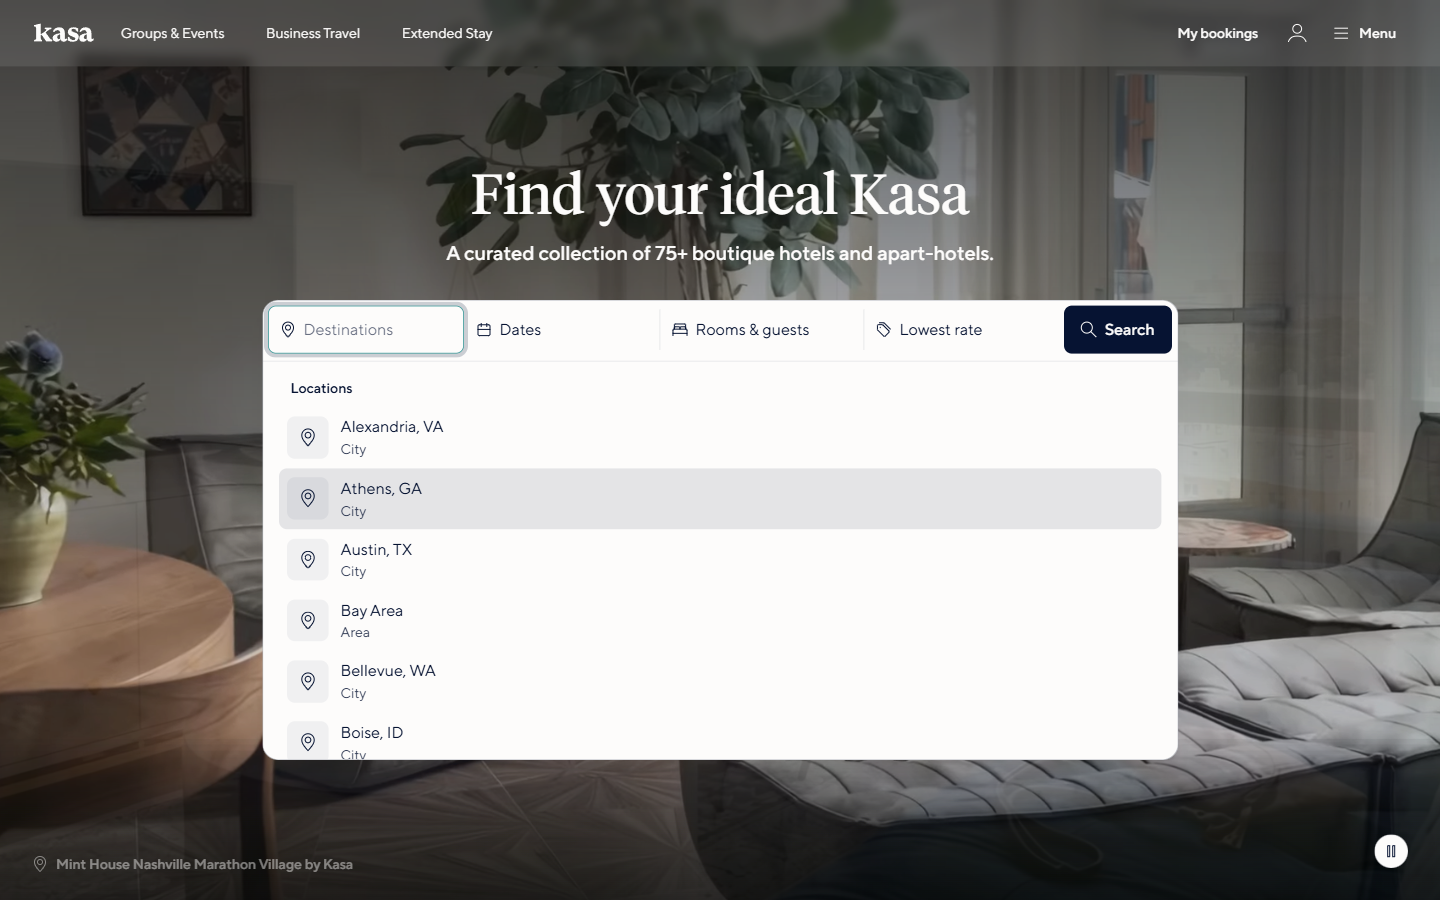 kasa
Groups & Events
Business Travel
Extended Stay
My bookings
Menu
Find your ideal Kasa
A curated collection of 75+ boutique hotels and apart-hotels.
Destinations
Dates
Rooms & guests
Lowest rate
Search
Locations
Alexandria, VA
City
Athens, GA
City
Austin, TX
City
Bay Area
Area
Bellevue, WA
City
Boise, ID
City
Mint House Nashville Marathon Village by Kasa